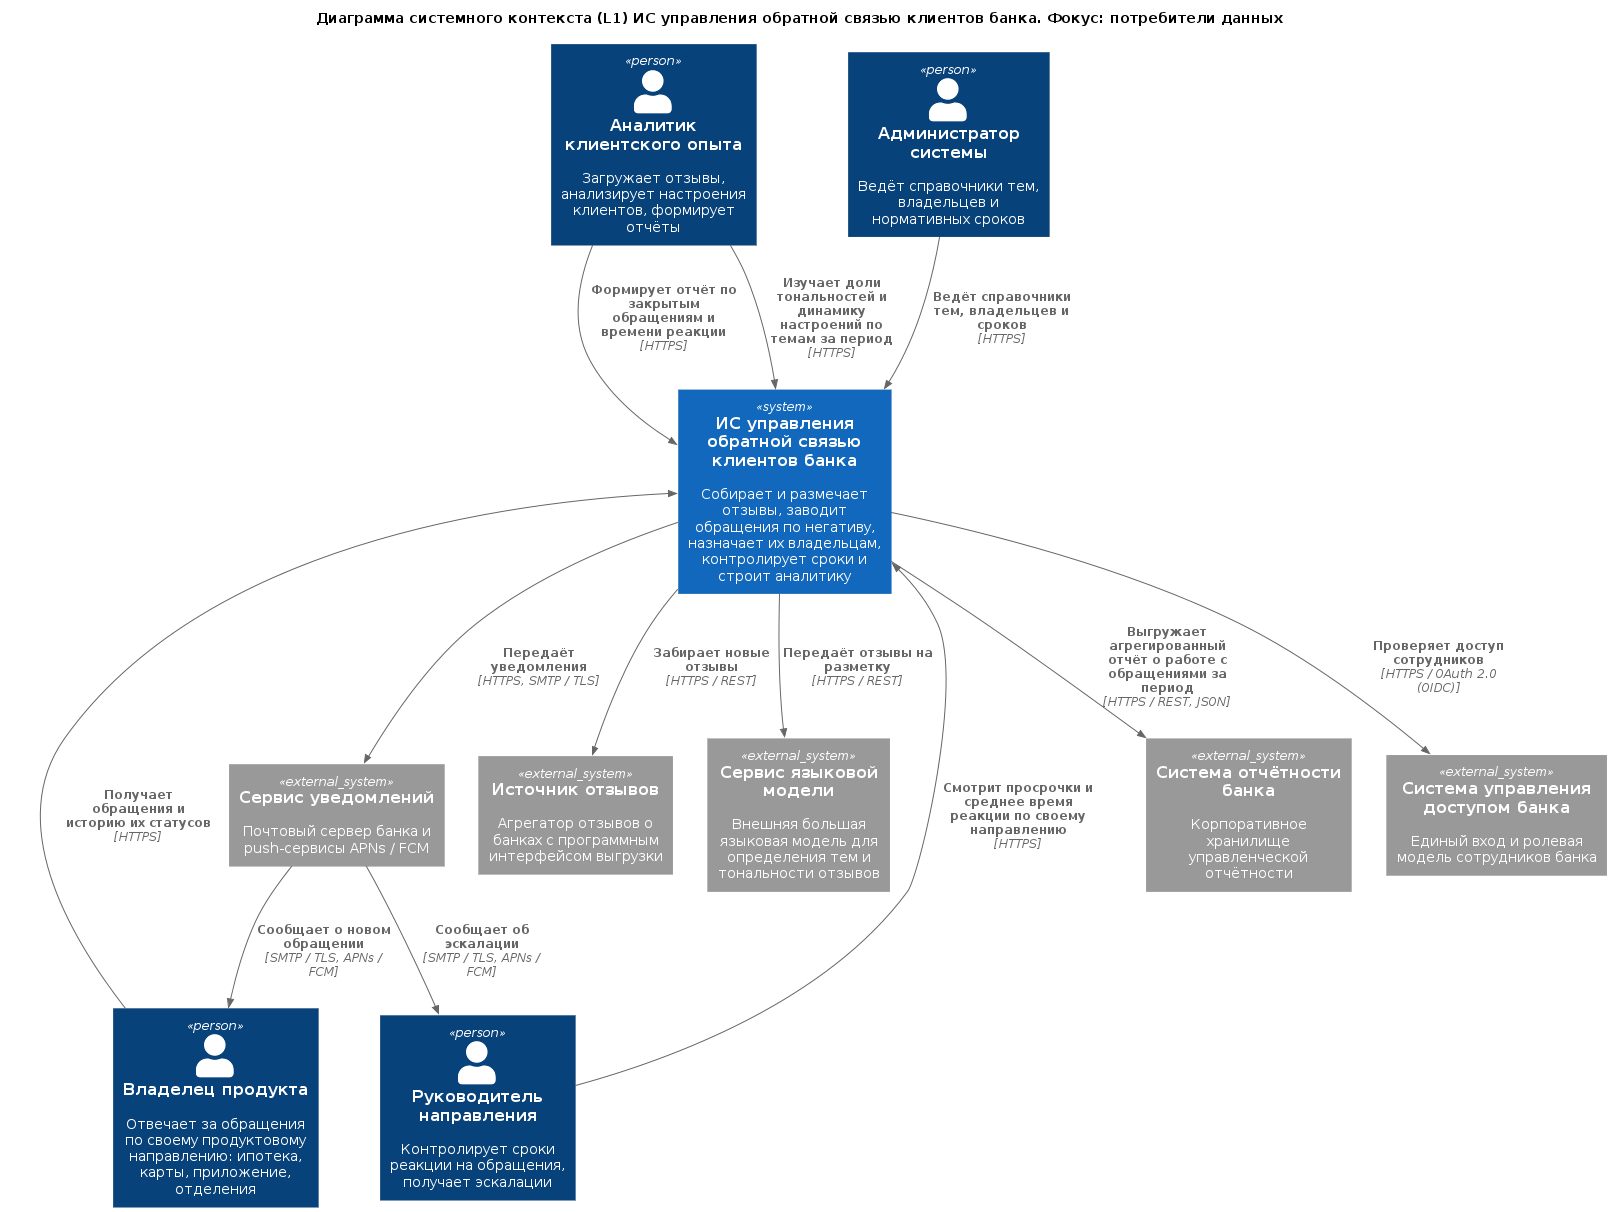 Диаграмма системного контекста (L1) ИС управления обратной связью клиентов банка. Фокус: потребители данных
«person»
Аналитик
клиентского опыта
Загружает отзывы,
анализирует настроения
клиентов, формирует
отчёты
«person»
Администратор
системы
Ведёт справочники тем,
владельцев и
нормативных сроков
Формирует отчёт по
закрытым
обращениям и
времени реакции
[HTTPS]
Изучает доли
тональностей и
динамику
настроений по
темам за период
[HTTPS]
Ведёт справочники
тем, владельцев и
сроков
[HTTPS]
«system»
ИС управления
обратной связью
клиентов банка
Собирает и размечает
отзывы, заводит
обращения по негативу,
назначает их владельцам,
контролирует сроки и
строит аналитику
Передаёт
уведомления
[HTTPS, SMTP / TLS]
Забирает новые
отзывы
[HTTPS / REST]
Передаёт отзывы на
разметку
[HTTPS / REST]
Выгружает
агрегированный
отчёт о работе с
обращениями за
период
[HTTPS / REST, JSON]
Проверяет доступ
сотрудников
[HTTPS / OAuth 2.0
(OIDC)]
Получает
обращения и
историю их статусов
[HTTPS]
«external_system»
Сервис уведомлений
Почтовый сервер банка и
push-сервисы APNs / FCM
«external_system»
Источник отзывов
Агрегатор отзывов о
банках с программным
интерфейсом выгрузки
«external_system»
Сервис языковой
модели
Внешняя большая
языковая модель для
определения тем и
тональности отзывов
Смотрит просрочки и
среднее время
реакции по своему
направлению
[HTTPS]
«external_system»
Система отчётности
банка
Корпоративное
хранилище
управленческой
отчётности
«external_system»
Система управления
доступом банка
Единый вход и ролевая
модель сотрудников банка
Сообщает о новом
обращении
[SMTP / TLS, APNs /
FCM]
Сообщает об
эскалации
[SMTP / TLS, APNs /
FCM]
«person»
Владелец продукта
Отвечает за обращения
по своему продуктовому
направлению: ипотека,
карты, приложение,
отделения
«person»
Руководитель
направления
Контролирует сроки
реакции на обращения,
получает эскалации